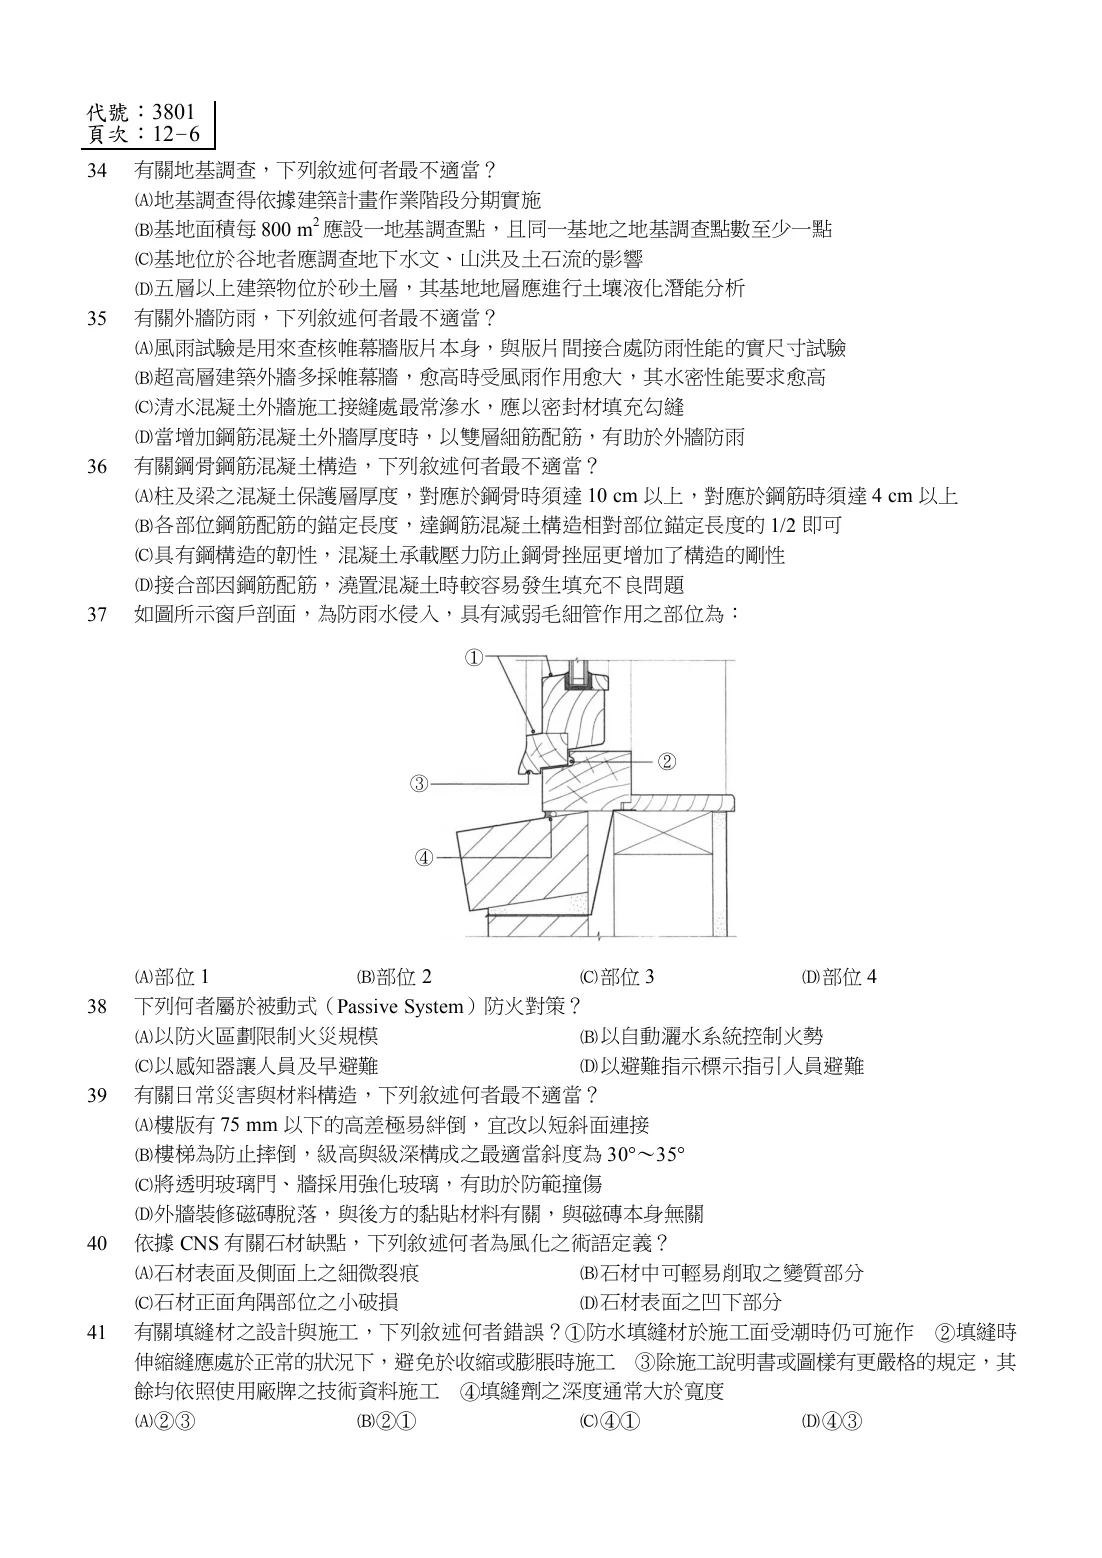 代號：3801
頁次：12－6
34 有關地基調查，下列敘述何者最不適當？
(A)地基調查得依據建築計畫作業階段分期實施
(B)基地面積每 800 m2 應設一地基調查點，且同一基地之地基調查點數至少一點
(C)基地位於谷地者應調查地下水文、山洪及土石流的影響
(D)五層以上建築物位於砂土層，其基地地層應進行土壤液化潛能分析
35 有關外牆防雨，下列敘述何者最不適當？
(A)風雨試驗是用來查核帷幕牆版片本身，與版片間接合處防雨性能的實尺寸試驗
(B)超高層建築外牆多採帷幕牆，愈高時受風雨作用愈大，其水密性能要求愈高
(C)清水混凝土外牆施工接縫處最常滲水，應以密封材填充勾縫
(D)當增加鋼筋混凝土外牆厚度時，以雙層細筋配筋，有助於外牆防雨
36 有關鋼骨鋼筋混凝土構造，下列敘述何者最不適當？
(A)柱及梁之混凝土保護層厚度，對應於鋼骨時須達 10 cm 以上，對應於鋼筋時須達 4 cm 以上
(B)各部位鋼筋配筋的錨定長度，達鋼筋混凝土構造相對部位錨定長度的 1/2 即可
(C)具有鋼構造的韌性，混凝土承載壓力防止鋼骨挫屈更增加了構造的剛性
(D)接合部因鋼筋配筋，澆置混凝土時較容易發生填充不良問題
37 如圖所示窗戶剖面，為防雨水侵入，具有減弱毛細管作用之部位為：
①
②
③
④
(A)部位 1 (B)部位 2 (C)部位 3 (D)部位 4
38 下列何者屬於被動式（Passive System）防火對策？
(A)以防火區劃限制火災規模 (B)以自動灑水系統控制火勢
(C)以感知器讓人員及早避難 (D)以避難指示標示指引人員避難
39 有關日常災害與材料構造，下列敘述何者最不適當？
(A)樓版有 75 mm 以下的高差極易絆倒，宜改以短斜面連接
(B)樓梯為防止摔倒，級高與級深構成之最適當斜度為 30°～35°
(C)將透明玻璃門、牆採用強化玻璃，有助於防範撞傷
(D)外牆裝修磁磚脫落，與後方的黏貼材料有關，與磁磚本身無關
40 依據 CNS 有關石材缺點，下列敘述何者為風化之術語定義？
(A)石材表面及側面上之細微裂痕 (B)石材中可輕易削取之變質部分
(C)石材正面角隅部位之小破損 (D)石材表面之凹下部分
41 有關填縫材之設計與施工，下列敘述何者錯誤？①防水填縫材於施工面受潮時仍可施作 ②填縫時
伸縮縫應處於正常的狀況下，避免於收縮或膨脹時施工 ③除施工說明書或圖樣有更嚴格的規定，其
餘均依照使用廠牌之技術資料施工 ④填縫劑之深度通常大於寬度
(A)②③ (B)②① (C)④① (D)④③